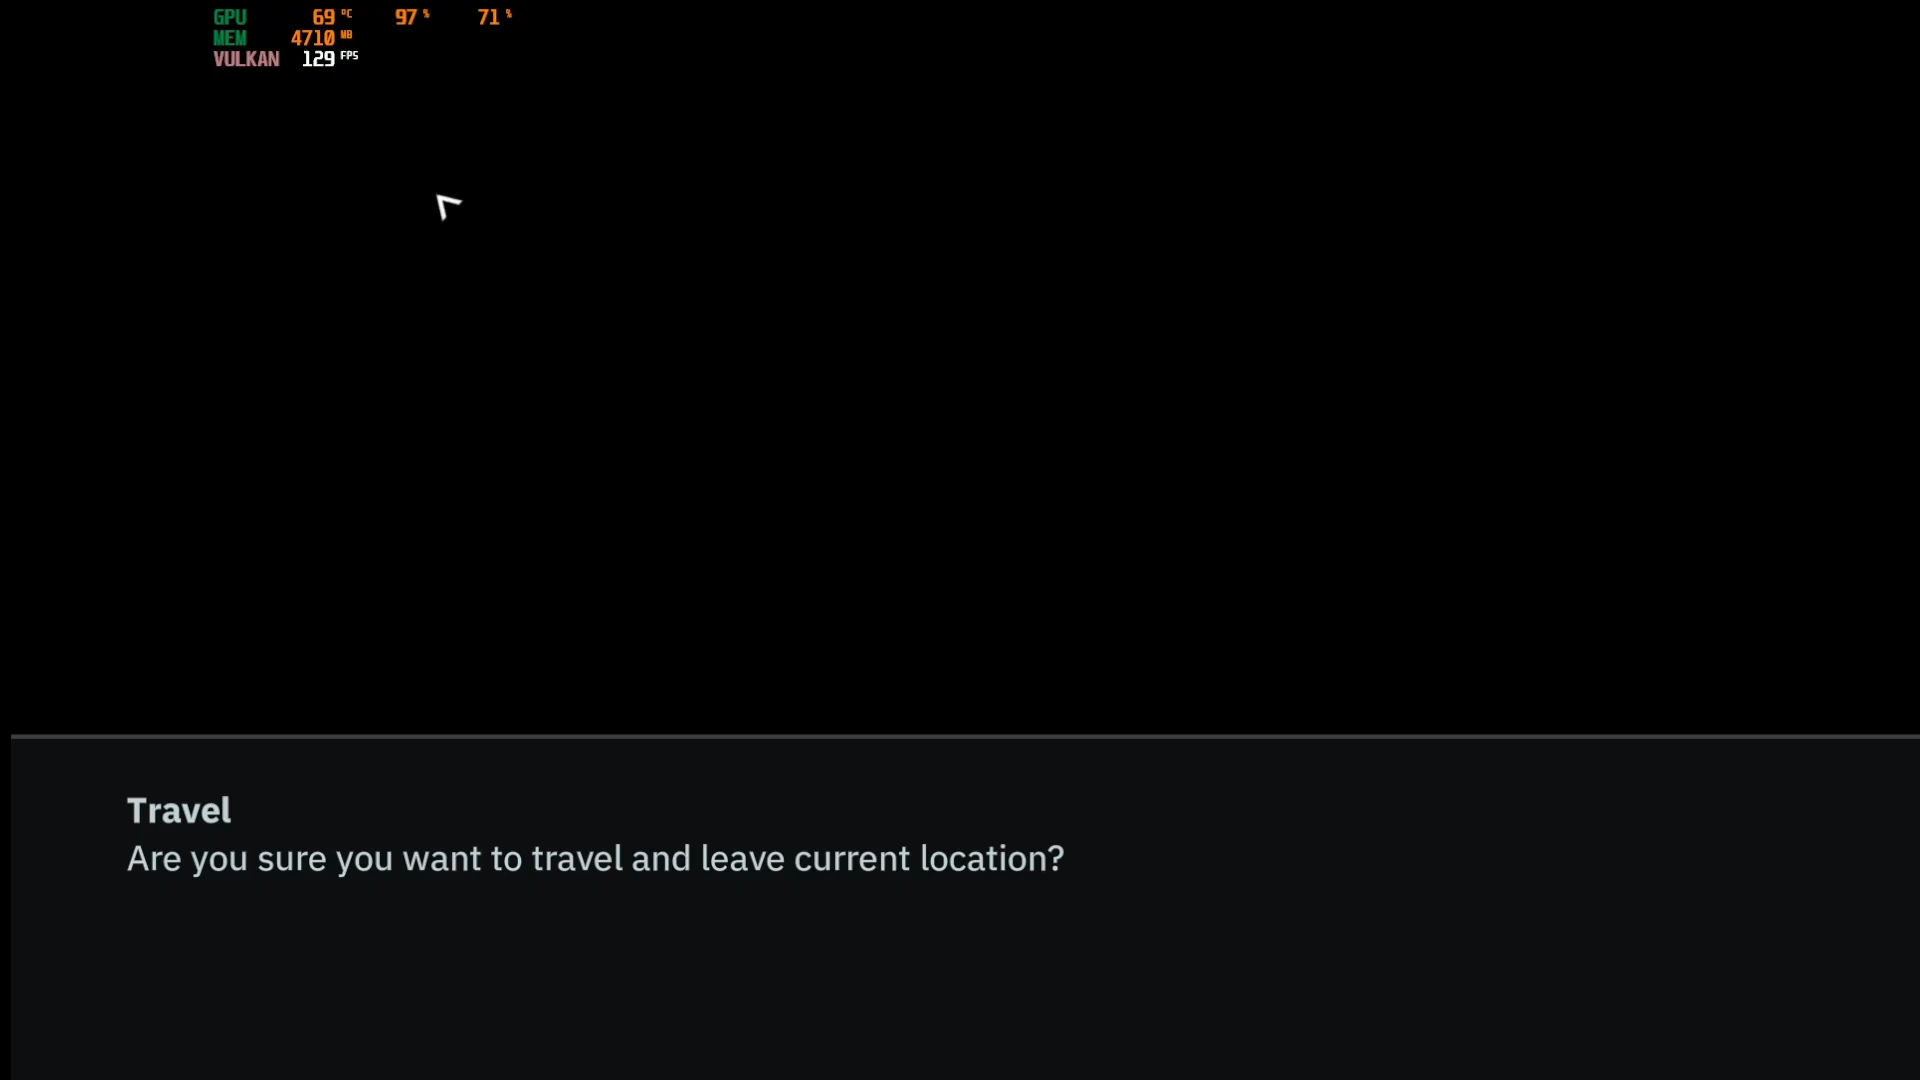 GPU 69 °C 97 % 71 %
MEM 4710 MB
VULKAN 129 FPS
Travel
Are you sure you want to travel and leave current location?